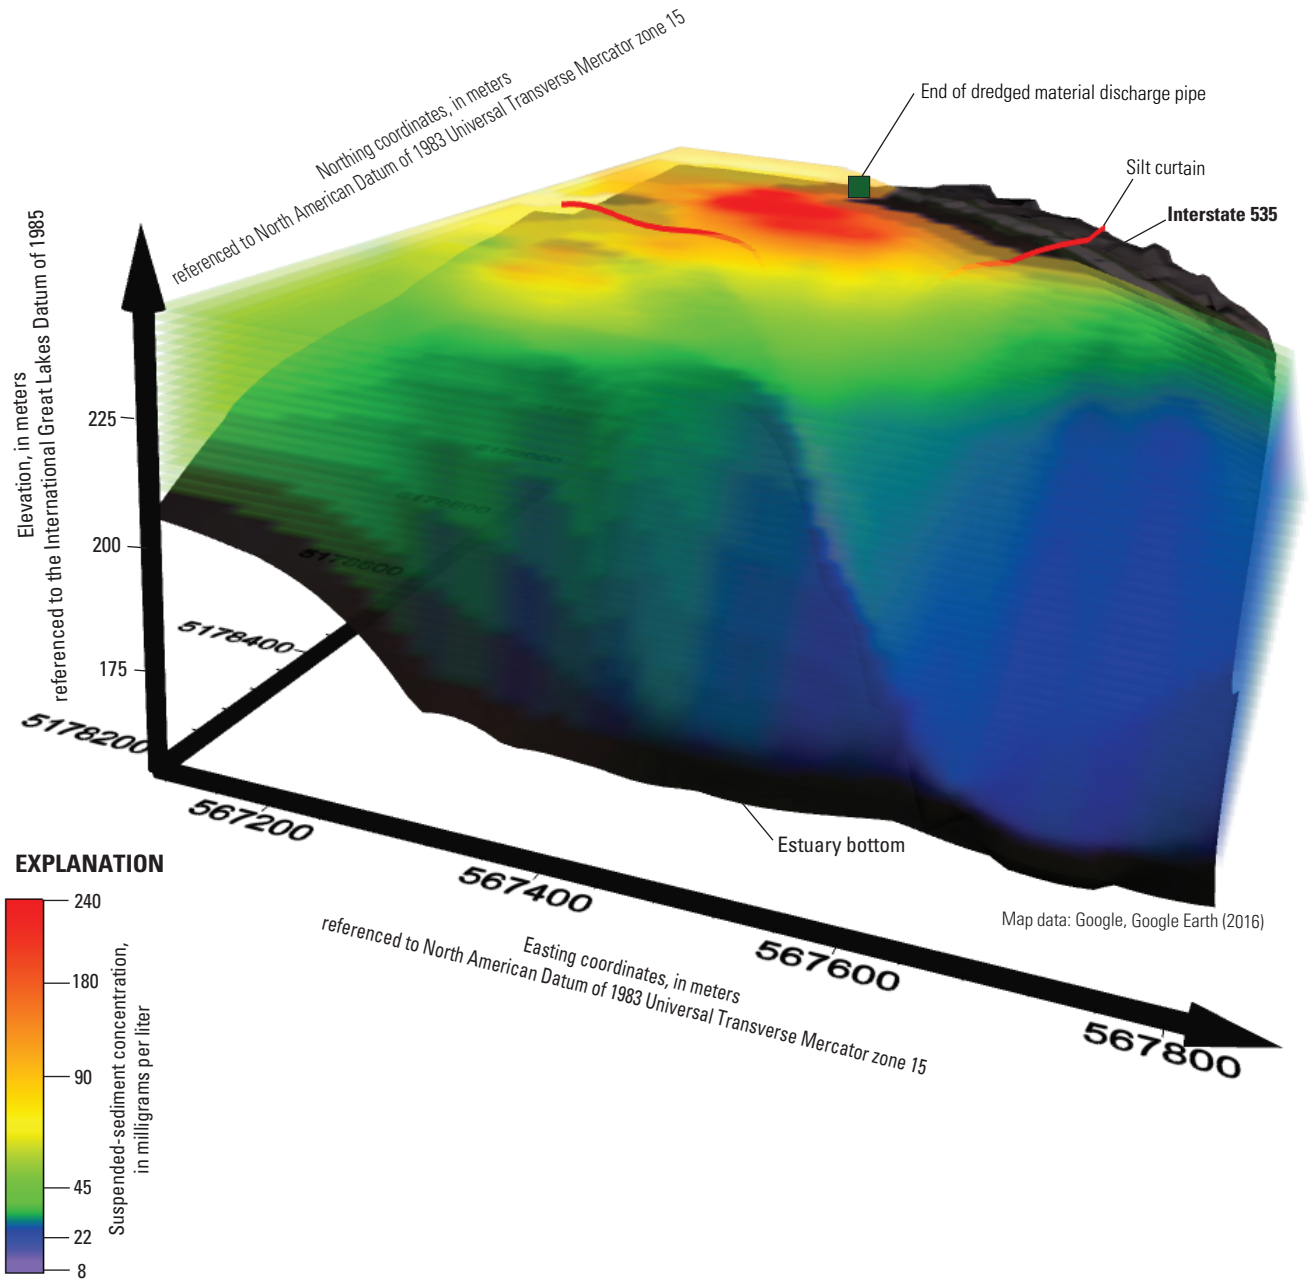 Northing coordinates, in meters
referenced to North American Datum of 1983 Universal Transverse Mercator zone 15
End of dredged material discharge pipe
Silt curtain
Interstate 535
Elevation, in meters
referenced to the International Great Lakes Datum of 1985
225
200
175
5178800
5178600
5178400
5178200
567200
567400
567600
567800
Estuary bottom
Map data: Google, Google Earth (2016)
Easting coordinates, in meters
referenced to North American Datum of 1983 Universal Transverse Mercator zone 15
EXPLANATION
240
180
90
45
22
8
Suspended-sediment concentration,
in milligrams per liter